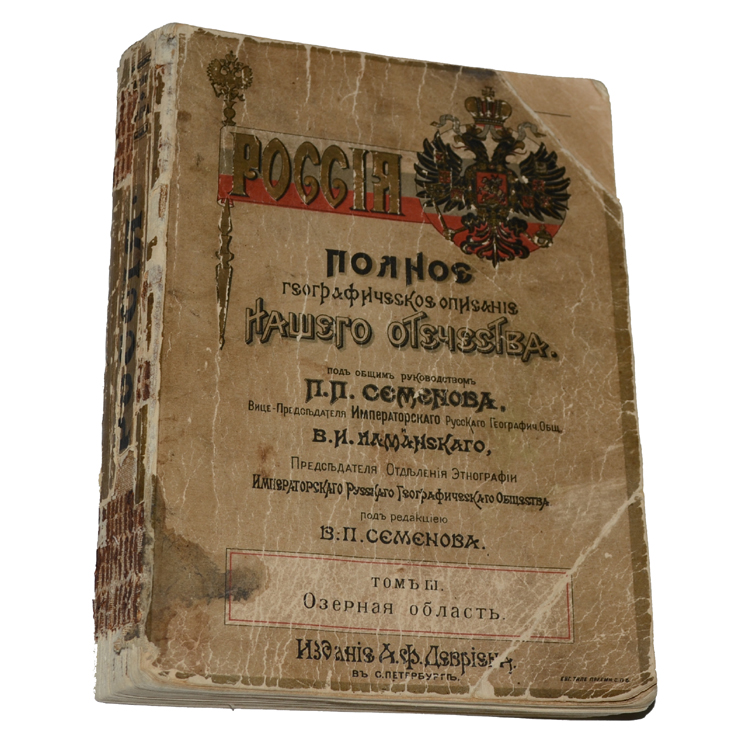 РОССІЯ
ПОЛНОЕ
ГЕОГРАФИЧЕСКОЕ ОПИСАНІЕ
НАШЕГО ОТЕЧЕСТВА.
ПОДЪ ОБЩИМЪ РУКОВОДСТВОМЪ
П.П. СЕМЕНОВА,
Вице-Предсѣдателя Императорскаго Русскаго Географич. Общ.
и
В.И. ЛАМАНСКАГО,
Предсѣдателя Отдѣленія Этнографіи
Императорскаго Русскаго Географическаго Общества
подъ редакціею
В.П. СЕМЕНОВА.
ТОМЪ III.
Озерная область.
Изданіе А.Ф. Девріена
ВЪ С.ПЕТЕРБУРГѢ.